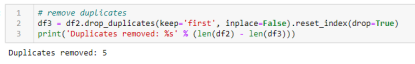 1 # remove duplicates
2 df3 = df2.drop_duplicates(keep='first', inplace=False).reset_index(drop=True)
3 print('Duplicates removed: %s' % (len(df2) - len(df3)))
Duplicates removed: 5